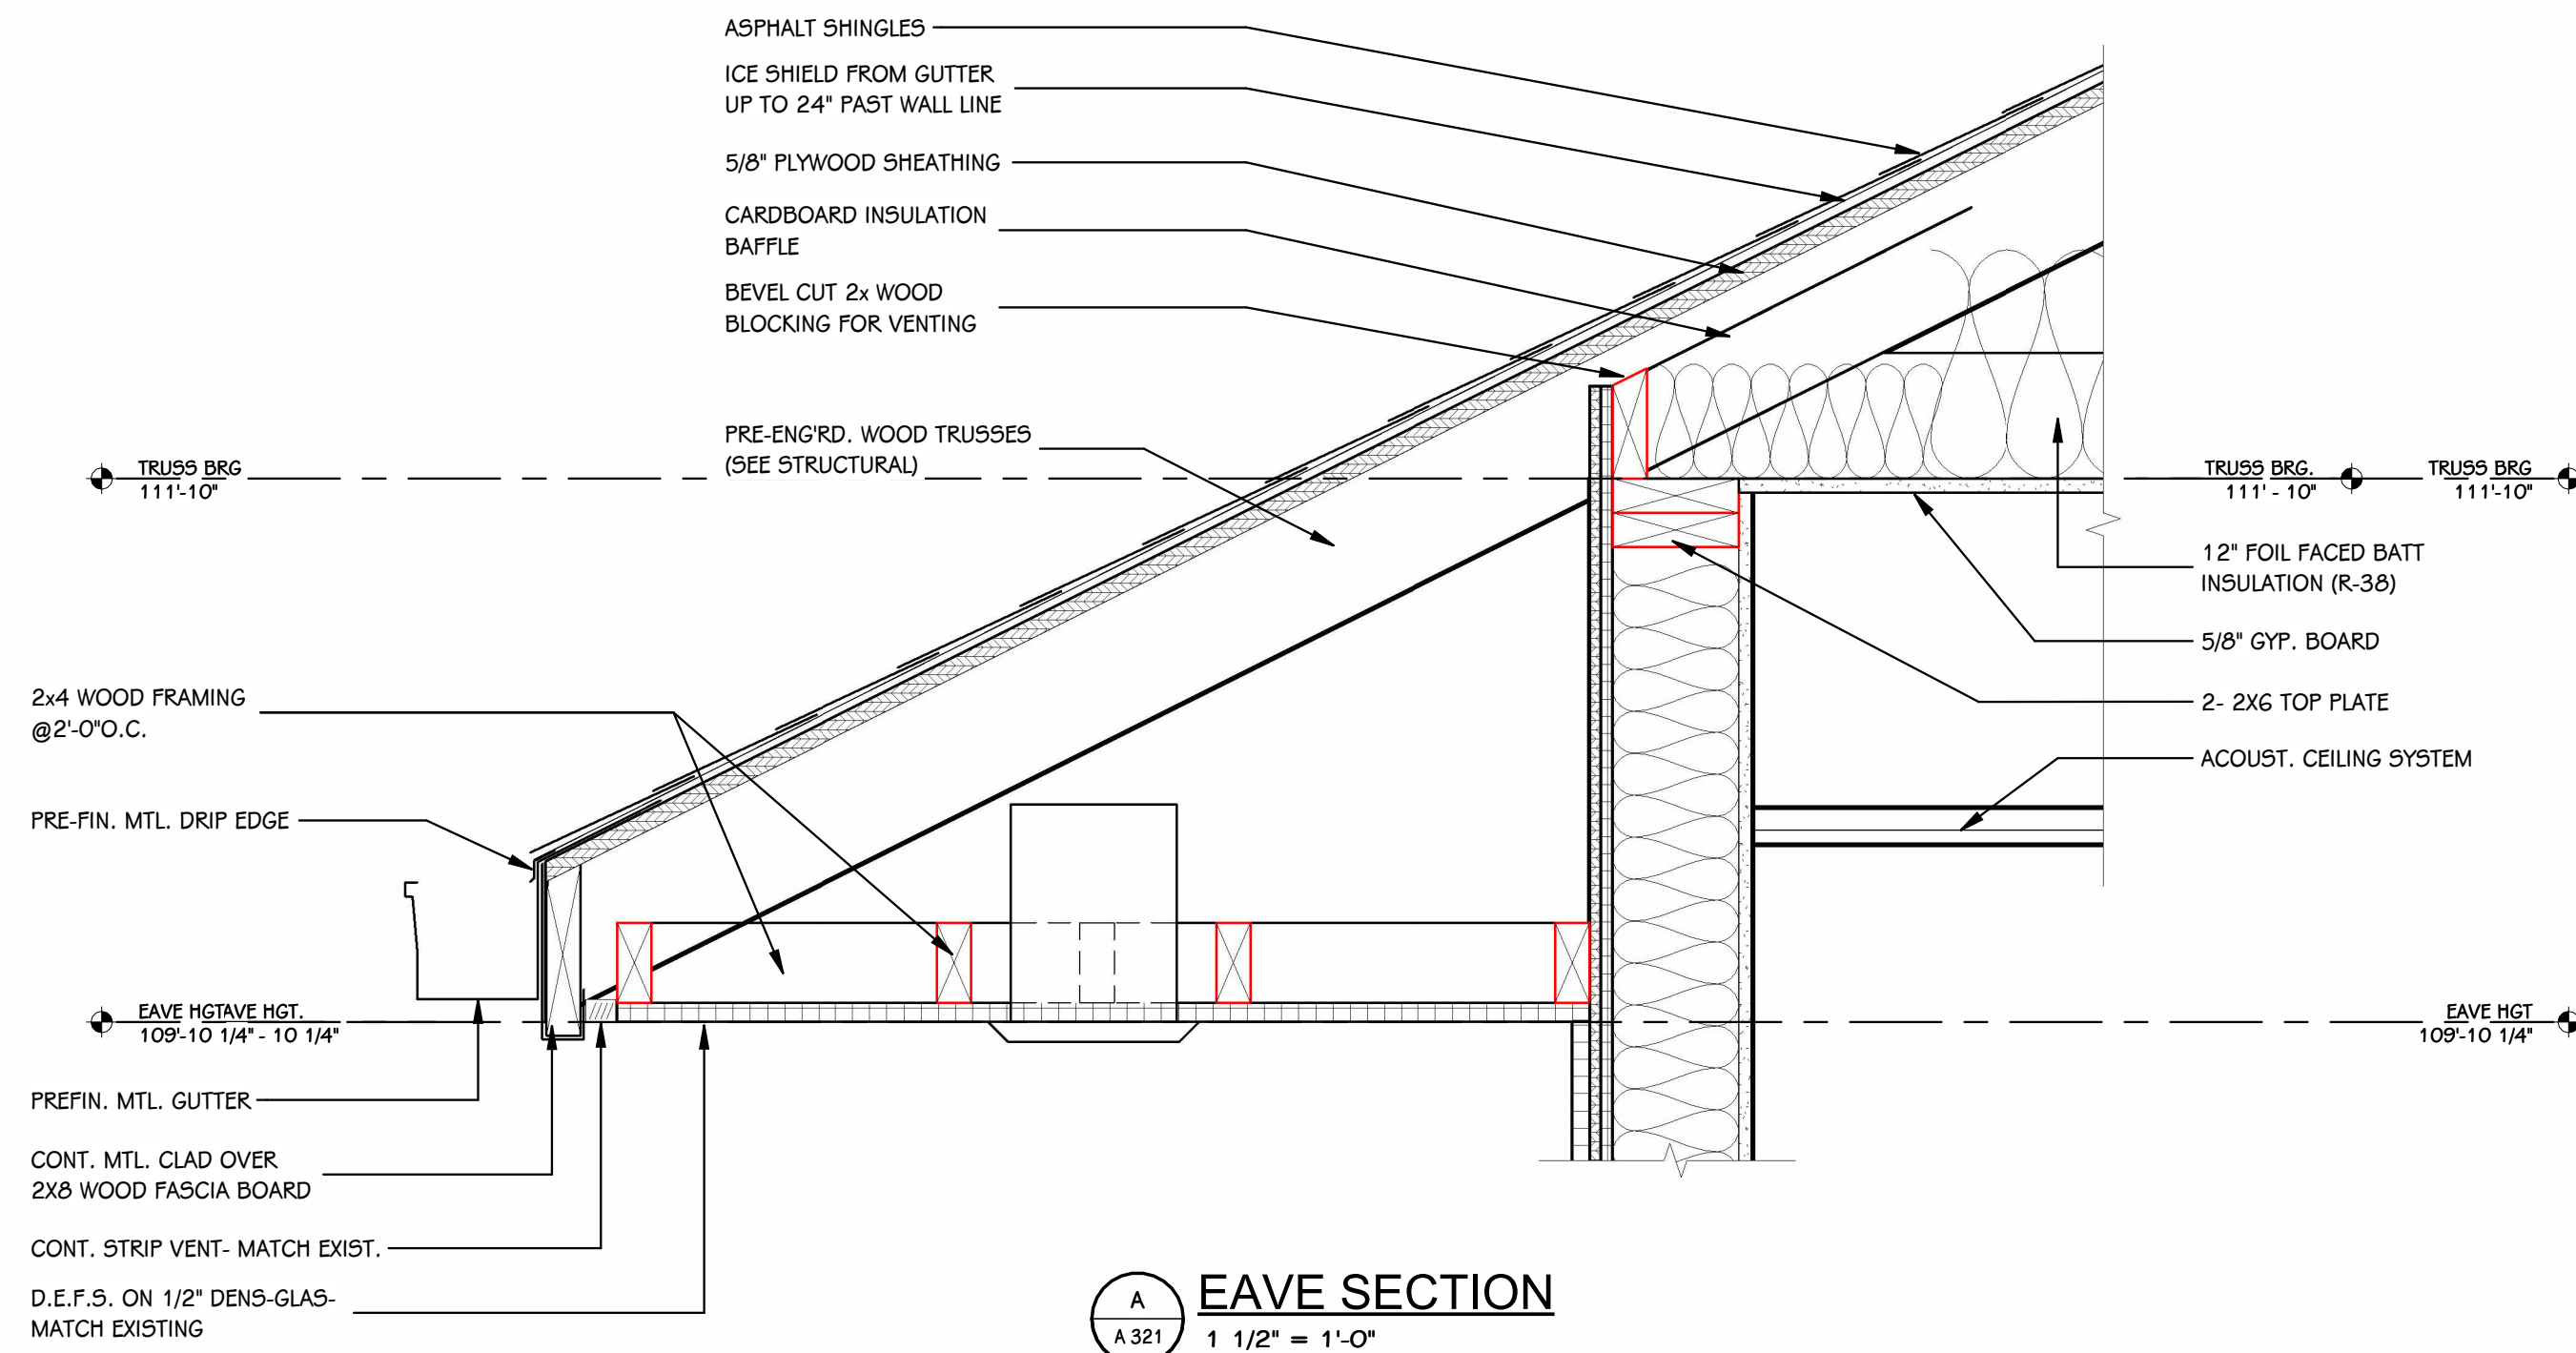 ASPHALT SHINGLES
ICE SHIELD FROM GUTTER
UP TO 24" PAST WALL LINE
5/8" PLYWOOD SHEATHING
CARDBOARD INSULATION
BAFFLE
BEVEL CUT 2x WOOD
BLOCKING FOR VENTING
PRE-ENG'RD. WOOD TRUSSES
(SEE STRUCTURAL)
TRUSS BRG
111'-10"
TRUSS BRG.
111' - 10"
TRUSS BRG
111'-10"
12" FOIL FACED BATT
INSULATION (R-38)
5/8" GYP. BOARD
2- 2X6 TOP PLATE
ACOUST. CEILING SYSTEM
2x4 WOOD FRAMING
@2'-0"O.C.
PRE-FIN. MTL. DRIP EDGE
EAVE HGTAVE HGT.
109'-10 1/4" - 10 1/4"
EAVE HGT
109'-10 1/4"
PREFIN. MTL. GUTTER
CONT. MTL. CLAD OVER
2X8 WOOD FASCIA BOARD
CONT. STRIP VENT- MATCH EXIST.
D.E.F.S. ON 1/2" DENS-GLAS-
MATCH EXISTING
A
A 321
EAVE SECTION
1 1/2" = 1'-0"